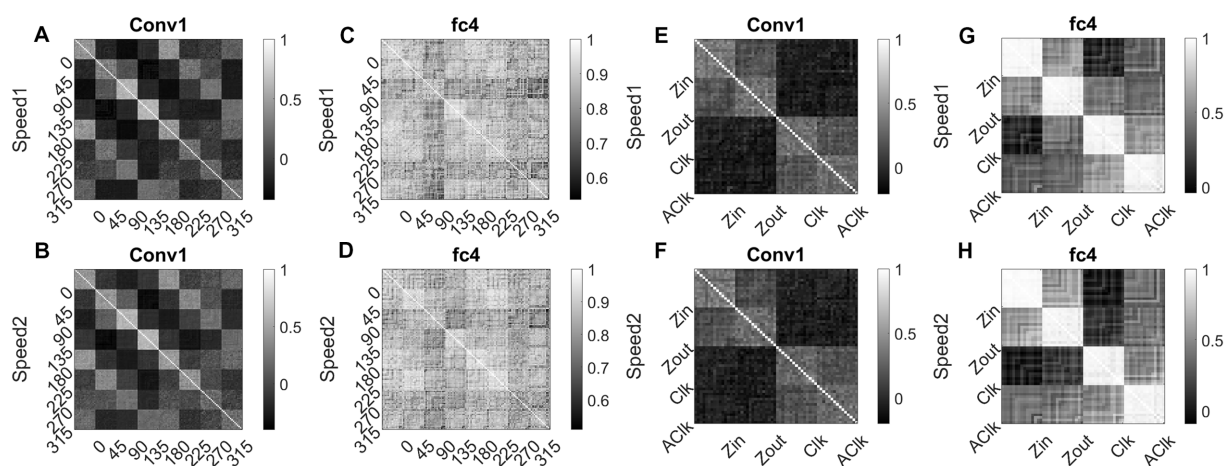 A
Conv1
Speed1
0
45
90
135
180
225
270
315
0
45
90
135
180
225
270
315
1
0.5
0
C
fc4
Speed1
0
45
90
135
180
225
270
315
0
45
90
135
180
225
270
315
1
0.9
0.8
0.7
0.6
E
Conv1
Speed1
Zin
Zout
Clk
AClk
Zin
Zout
Clk
AClk
1
0.5
0
G
fc4
Speed1
Zin
Zout
Clk
AClk
Zin
Zout
Clk
AClk
1
0.5
0
B
Conv1
Speed2
0
45
90
135
180
225
270
315
0
45
90
135
180
225
270
315
1
0.5
0
D
fc4
Speed2
0
45
90
135
180
225
270
315
0
45
90
135
180
225
270
315
1
0.9
0.8
0.7
0.6
F
Conv1
Speed2
Zin
Zout
Clk
AClk
Zin
Zout
Clk
AClk
1
0.5
0
H
fc4
Speed2
Zin
Zout
Clk
AClk
Zin
Zout
Clk
AClk
1
0.5
0